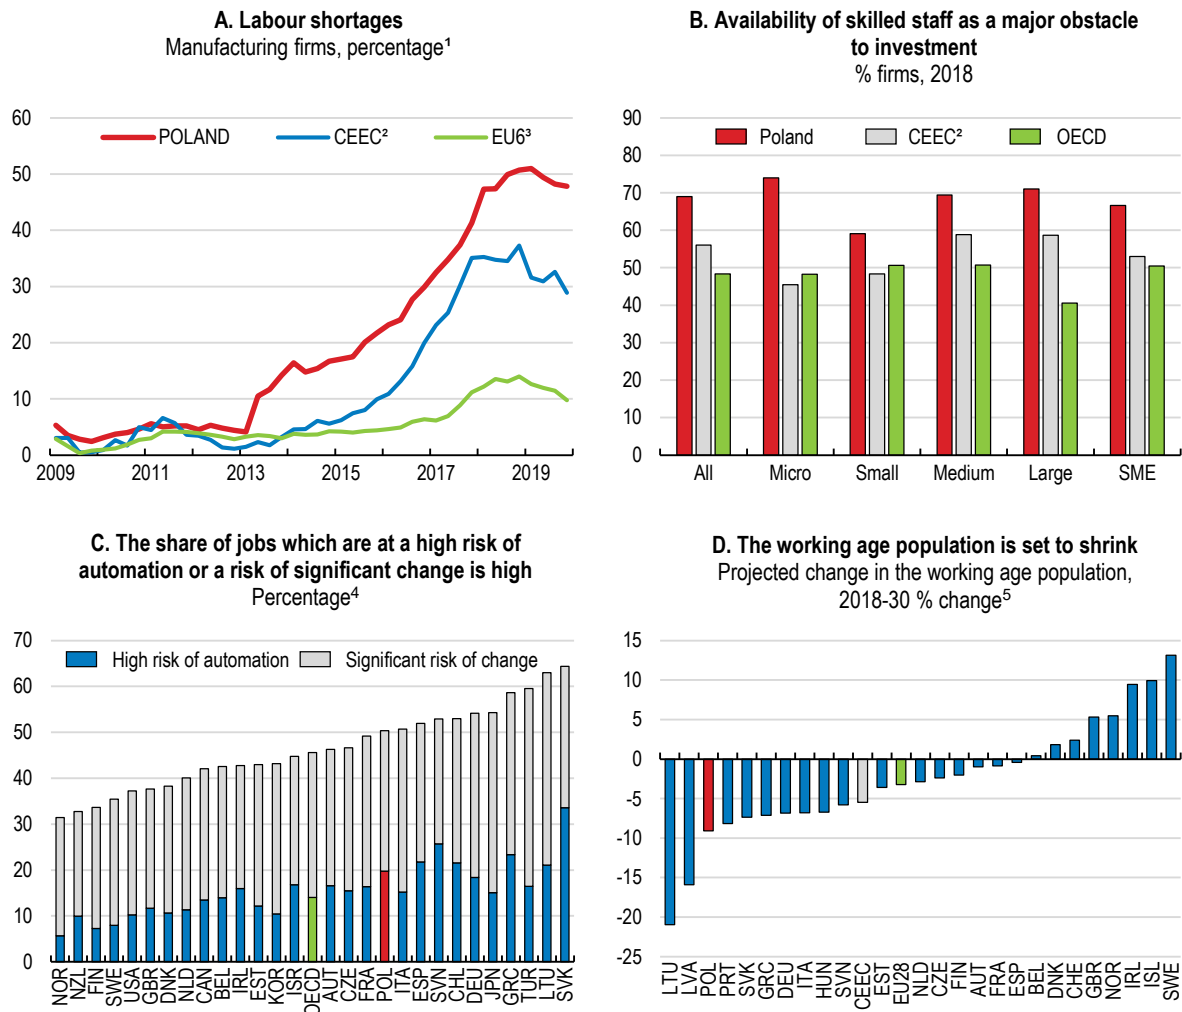 A. Labour shortages
Manufacturing firms, percentage¹
60
50
40
30
20
10
0
POLAND
CEEC²
EU6³
2009
2011
2013
2015
2017
2019
B. Availability of skilled staff as a major obstacle
to investment
% firms, 2018
90
80
70
60
50
40
30
20
10
0
Poland
CEEC²
OECD
All
Micro
Small
Medium
Large
SME
C. The share of jobs which are at a high risk of
automation or a risk of significant change is high
Percentage⁴
70
60
50
40
30
20
10
0
High risk of automation
Significant risk of change
NOR
NZL
FIN
SWE
USA
GBR
DNK
NLD
CAN
BEL
IRL
EST
KOR
ISR
OECD
AUT
CZE
FRA
POL
ITA
ESP
SVN
CHL
DEU
JPN
GRC
TUR
LTU
SVK
D. The working age population is set to shrink
Projected change in the working age population,
2018-30 % change⁵
15
10
5
0
-5
-10
-15
-20
-25
LTU
LVA
POL
PRT
SVK
GRC
DEU
ITA
HUN
SVN
CEEC
EST
EU28
NLD
CZE
FIN
AUT
FRA
ESP
BEL
DNK
CHE
GBR
NOR
IRL
ISL
SWE